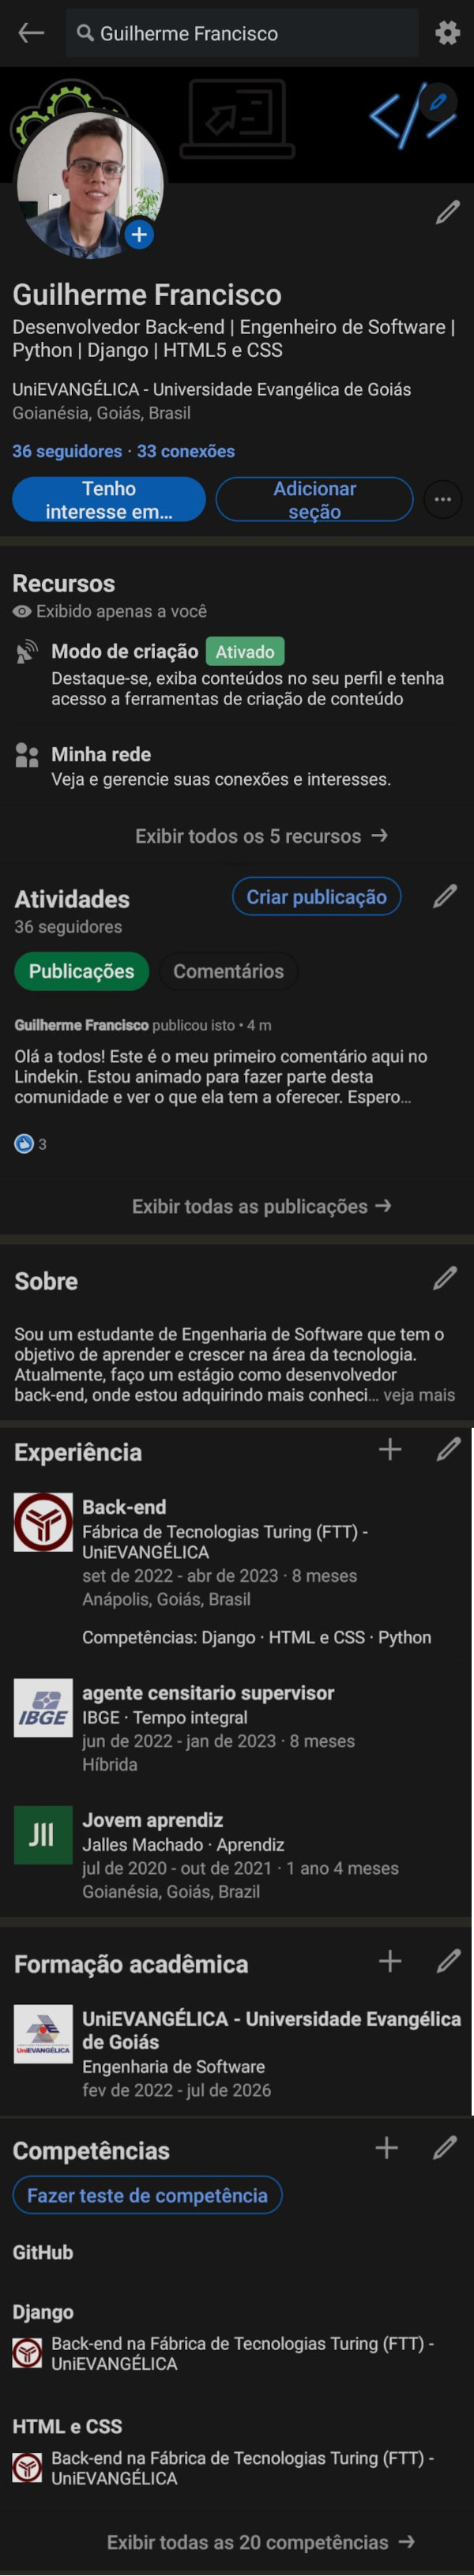 Guilherme Francisco
</>
Guilherme Francisco
Desenvolvedor Back-end | Engenheiro de Software |
Python | Django | HTML5 e CSS
UniEVANGÉLICA - Universidade Evangélica de Goiás
Goianésia, Goiás, Brasil
36 seguidores · 33 conexões
Tenho
interesse em...
Adicionar
seção
Recursos
Exibido apenas a você
Modo de criação Ativado
Destaque-se, exiba conteúdos no seu perfil e tenha
acesso a ferramentas de criação de conteúdo
Minha rede
Veja e gerencie suas conexões e interesses.
Exibir todos os 5 recursos →
Atividades
Criar publicação
36 seguidores
Publicações
Comentários
Guilherme Francisco publicou isto • 4 m
Olá a todos! Este é o meu primeiro comentário aqui no
Lindekin. Estou animado para fazer parte desta
comunidade e ver o que ela tem a oferecer. Espero...
3
Exibir todas as publicações →
Sobre
Sou um estudante de Engenharia de Software que tem o
objetivo de aprender e crescer na área da tecnologia.
Atualmente, faço um estágio como desenvolvedor
back-end, onde estou adquirindo mais conheci... veja mais
Experiência
Back-end
Fábrica de Tecnologias Turing (FTT) -
UniEVANGÉLICA
set de 2022 - abr de 2023 · 8 meses
Anápolis, Goiás, Brasil
Competências: Django · HTML e CSS · Python
IBGE
agente censitario supervisor
IBGE · Tempo integral
jun de 2022 - jan de 2023 · 8 meses
Híbrida
Jovem aprendiz
Jalles Machado · Aprendiz
jul de 2020 - out de 2021 · 1 ano 4 meses
Goianésia, Goiás, Brazil
Formação acadêmica
UniEVANGÉLICA
UniEVANGÉLICA - Universidade Evangélica
de Goiás
Engenharia de Software
fev de 2022 - jul de 2026
Competências
Fazer teste de competência
GitHub
Django
Back-end na Fábrica de Tecnologias Turing (FTT) -
UniEVANGÉLICA
HTML e CSS
Back-end na Fábrica de Tecnologias Turing (FTT) -
UniEVANGÉLICA
Exibir todas as 20 competências →